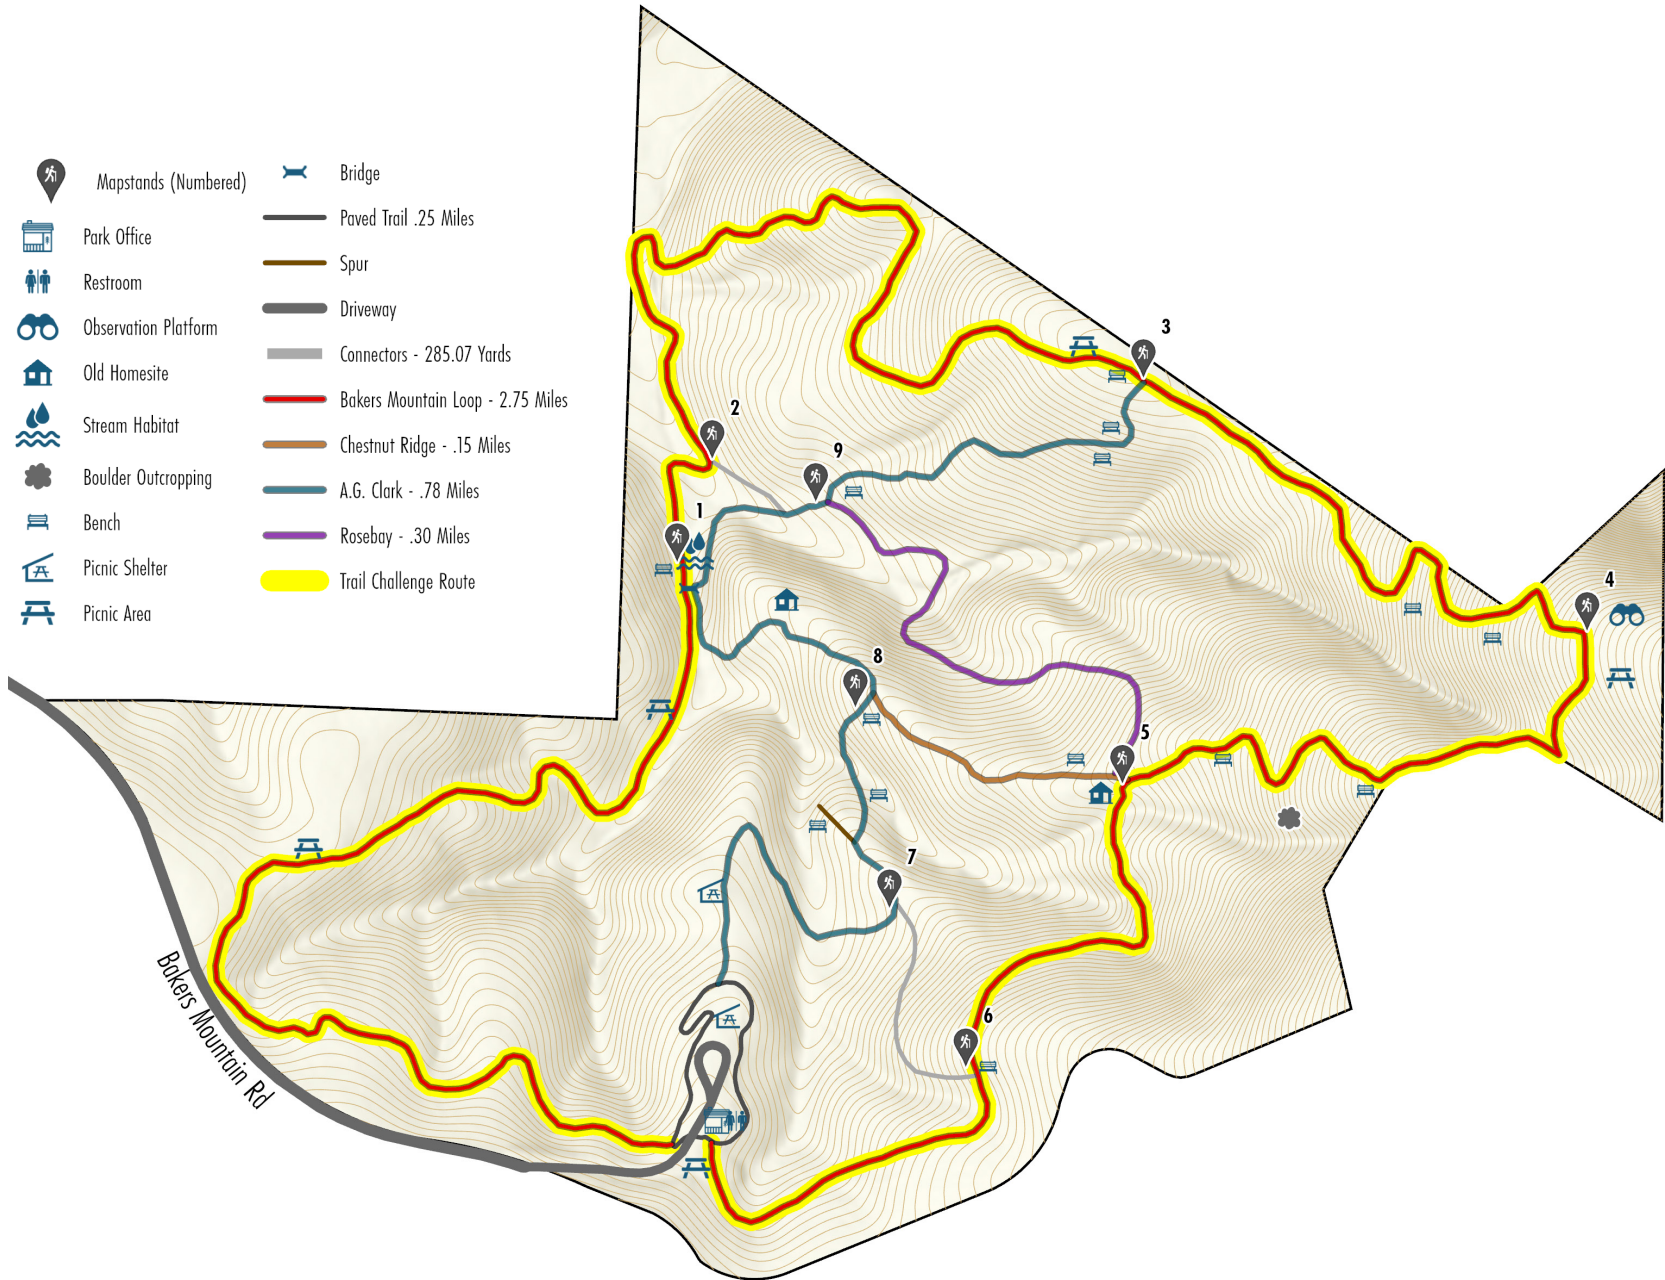 Mapstands (Numbered)
Park Office
Restroom
Observation Platform
Old Homesite
Stream Habitat
Boulder Outcropping
Bench
Picnic Shelter
Picnic Area
Bridge
Paved Trail .25 Miles
Spur
Driveway
Connectors - 285.07 Yards
Bakers Mountain Loop - 2.75 Miles
Chestnut Ridge - .15 Miles
A.G. Clark - .78 Miles
Rosebay - .30 Miles
Trail Challenge Route
3
2
9
1
4
8
5
7
6
Bakers Mountain Rd